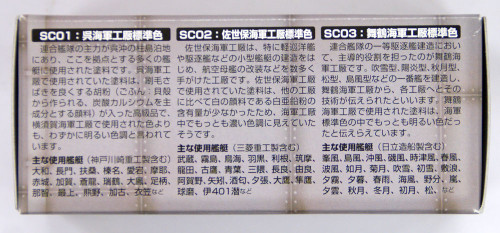 SC01：呉海軍工廠標準色
連合艦隊の主力が呉沖の柱島泊地
にあり、ここを拠点とする多くの艦
艇で使用された塗料です。呉海軍工
廠で使用されていた塗料は、刷毛さ
ばきを良くする胡粉（ごふん：貝殻
から作られる、炭酸カルシウムを主
成分とする顔料）が入った高級品で、
横須賀海軍工廠で使用された色より
も、わずかに明るい色調と言われて
います。
主な使用艦艇（神戸川崎重工製含む）
大和、長門、扶桑、榛名、愛宕、摩耶、
赤城、加賀、蒼龍、瑞鶴、大鳳、足柄、
那智、最上、熊野、加古、衣笠など
SC02：佐世保海軍工廠標準色
佐世保海軍工廠では、特に軽巡洋艦
や駆逐艦などの小型艦艇の建造をは
じめ、航空母艦の改装などを数多く
手がけた工廠です。佐世保海軍工廠
で使用されていた塗料は、他の工廠
に比べて白の顔料である白亜鉛粉の
含有量が少なかったため、海軍工廠
中でもっとも濃い色調に見えていた
そうです。
主な使用艦艇（三菱重工製含む）
武蔵、霧島、鳥海、羽黒、利根、筑摩、
龍田、古鷹、青葉、三隈、長良、由良、
阿賀野、矢矧、酒匂、夕張、大鷹、隼鷹、
球磨、伊401潜など
SC03：舞鶴海軍工廠標準色
連合艦隊の一等駆逐艦建造におい
て、主導的役割を担ったのが舞鶴海
軍工廠です。吹雪型、陽炎型、秋月型、
松型、島風型などの一番艦を建造し、
舞鶴海軍工廠から、各工廠へとその
技術が伝えられたといいます。舞鶴
海軍工廠で使用された塗料は、海軍
標準色の中でもっとも明るい色だっ
たと伝えらえています。
主な使用艦艇（日立造船製含む）
峯風、島風、沖風、磯風、時津風、春風、
波風、如月、菊月、吹雪、初雪、敷浪、
夕霧、夕暮、春雨、海風、野分、嵐、
夕雲、秋月、冬月、初月、松、など